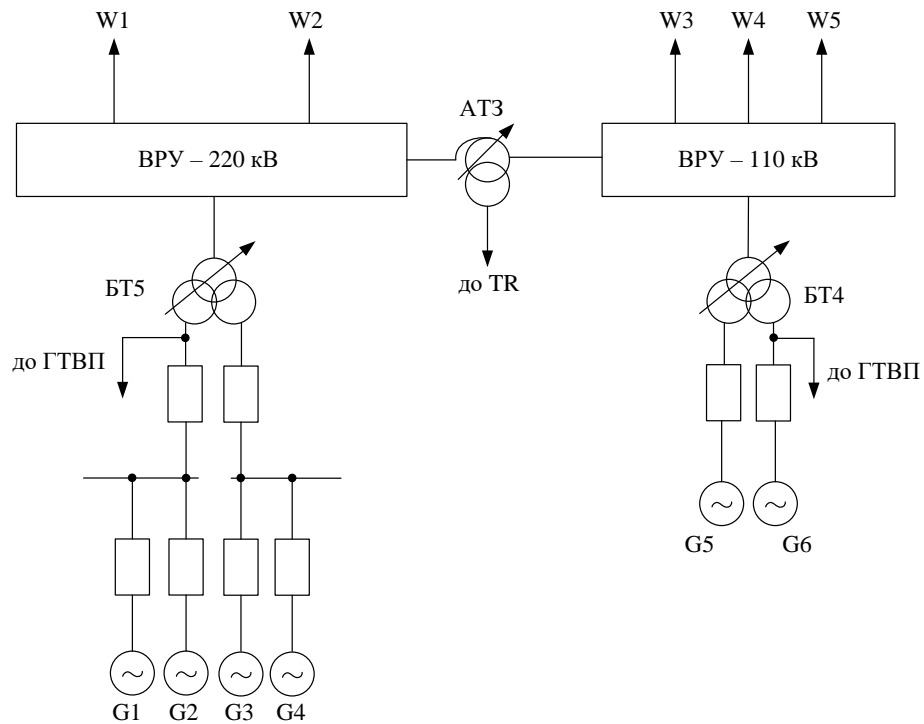 W1
W2
W3
W4
W5
АТ3
ВРУ – 220 кВ
ВРУ – 110 кВ
до TR
БТ5
БТ4
до ГТВП
до ГТВП
G5
G6
G1
G2
G3
G4